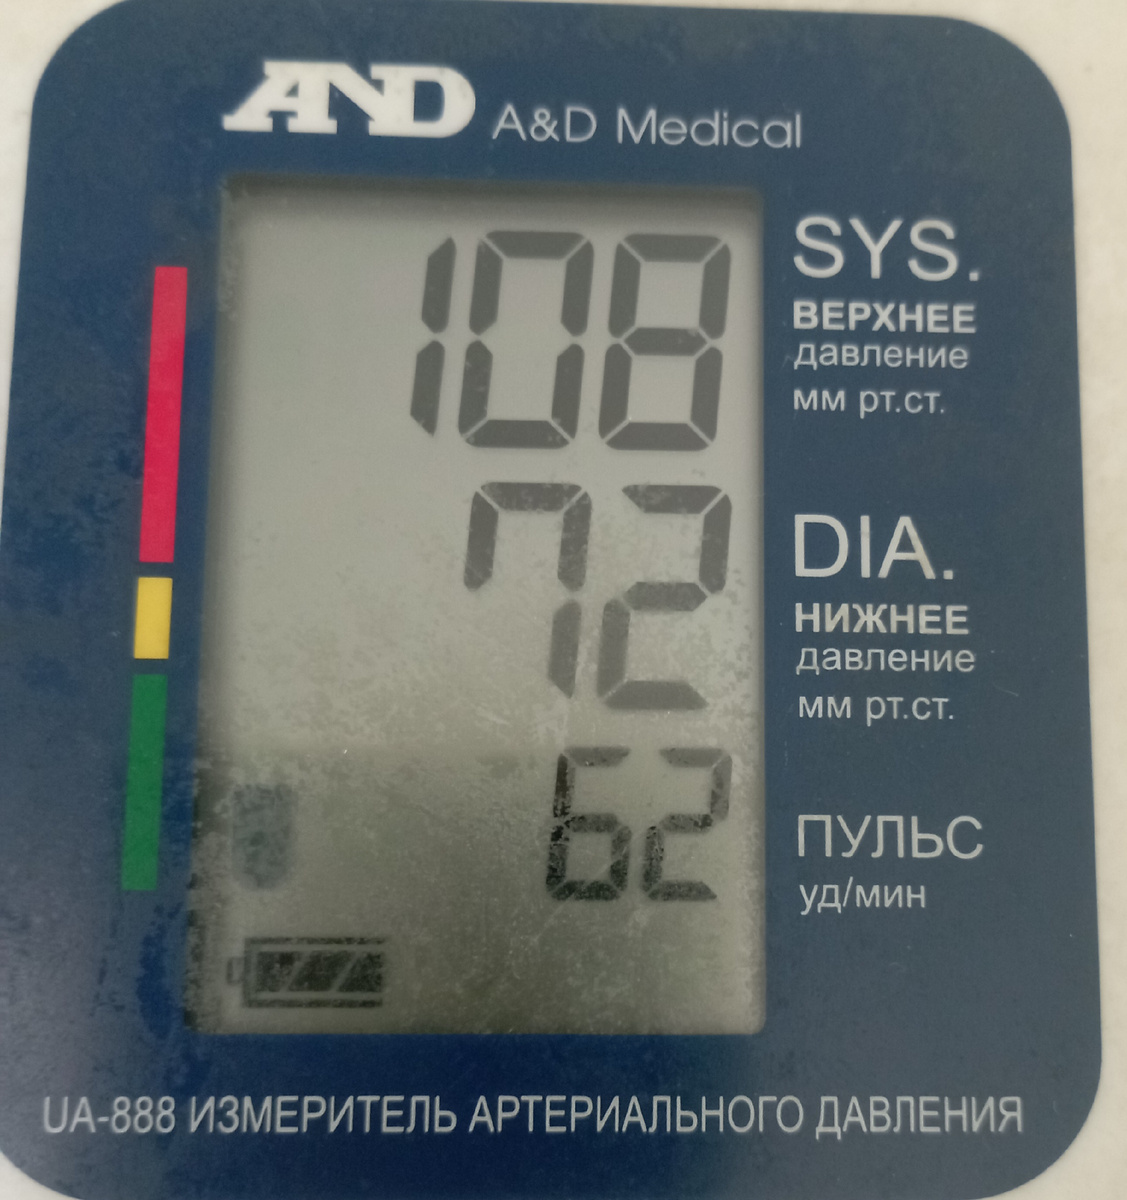 AND A&D Medical
108
SYS.
ВЕРХНЕЕ
давление
мм рт.ст.
72
DIA.
НИЖНЕЕ
давление
мм рт.ст.
62
ПУЛЬС
уд/мин
UA-888 ИЗМЕРИТЕЛЬ АРТЕРИАЛЬНОГО ДАВЛЕНИЯ